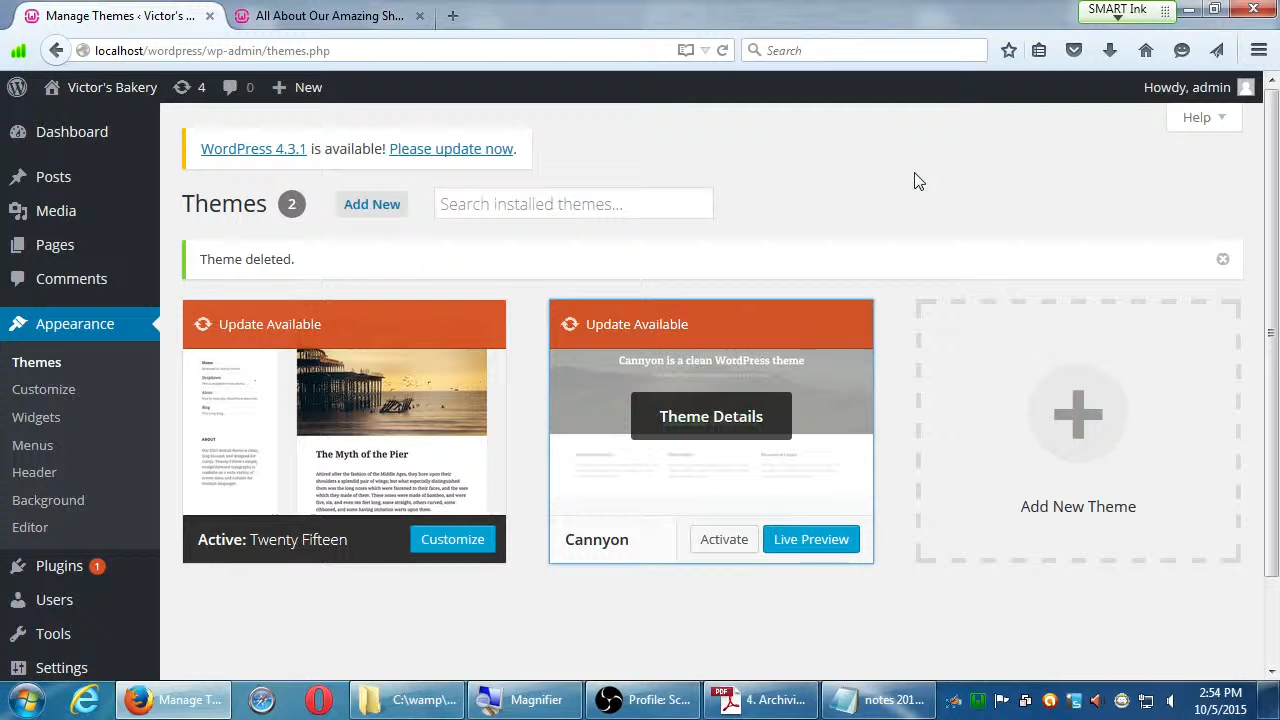 Manage Themes ‹ Victor's ...
All About Our Amazing Sh...
SMART Ink
localhost/wordpress/wp-admin/themes.php
Search
Victor's Bakery
4
0
New
Howdy, admin
Help
Dashboard
Posts
Media
Pages
Comments
Appearance
Themes
Customize
Widgets
Menus
Header
Background
Editor
Plugins 1
Users
Tools
Settings
WordPress 4.3.1 is available! Please update now.
Themes 2
Add New
Search installed themes...
Theme deleted.
Update Available
The Myth of the Pier
Active: Twenty Fifteen
Customize
Update Available
Cannyon is a clean WordPress theme
Theme Details
Cannyon
Activate
Live Preview
Add New Theme
Manage T...
C:\wamp\...
Magnifier
Profile: Sc...
4. Archivi...
notes 201...
2:54 PM
10/5/2015